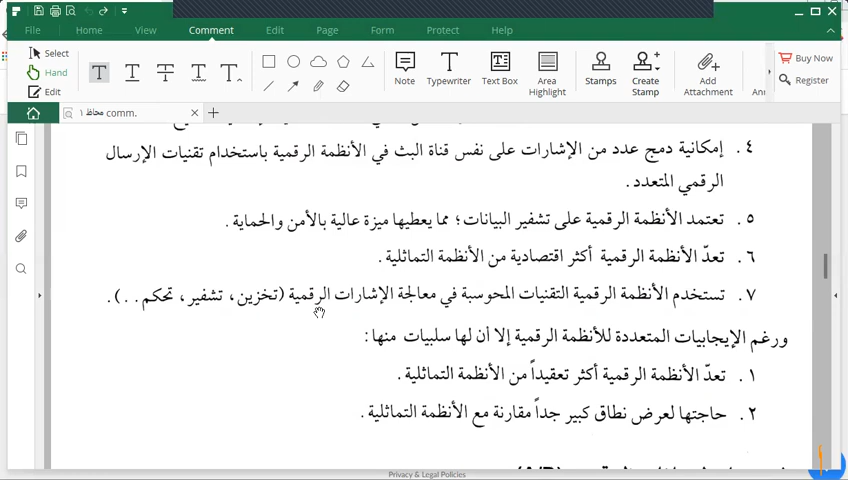 File Home View Comment Edit Page Protect Help
Select
Hand
Edit
Note Typewriter Text Box Area Highlight Stamps Create Stamp Add Attachment
Buy Now
Register
محاظ ١ comm.
٤. إمكانية دمج عدد من الإشارات على نفس قناة البث في الأنظمة الرقمية باستخدام تقنيات الإرسال
الرقمي المتعدد.
٥. تعتمد الأنظمة الرقمية على تشفير البيانات؛ مما يعطيها ميزة عالية بالأمن والحماية.
٦. تعدّ الأنظمة الرقمية أكثر اقتصادية من الأنظمة التماثلية.
٧. تستخدم الأنظمة الرقمية التقنيات المحوسبة في معالجة الإشارات الرقمية (تخزين، تشفير، تحكم..).
ورغم الإيجابيات المتعددة للأنظمة الرقمية إلا أن لها سلبيات منها:
١. تعدّ الأنظمة الرقمية أكثر تعقيداً من الأنظمة التماثلية.
٢. حاجتها لعرض نطاق كبير جداً مقارنة مع الأنظمة التماثلية.
(A/D)
Privacy & Legal Policies